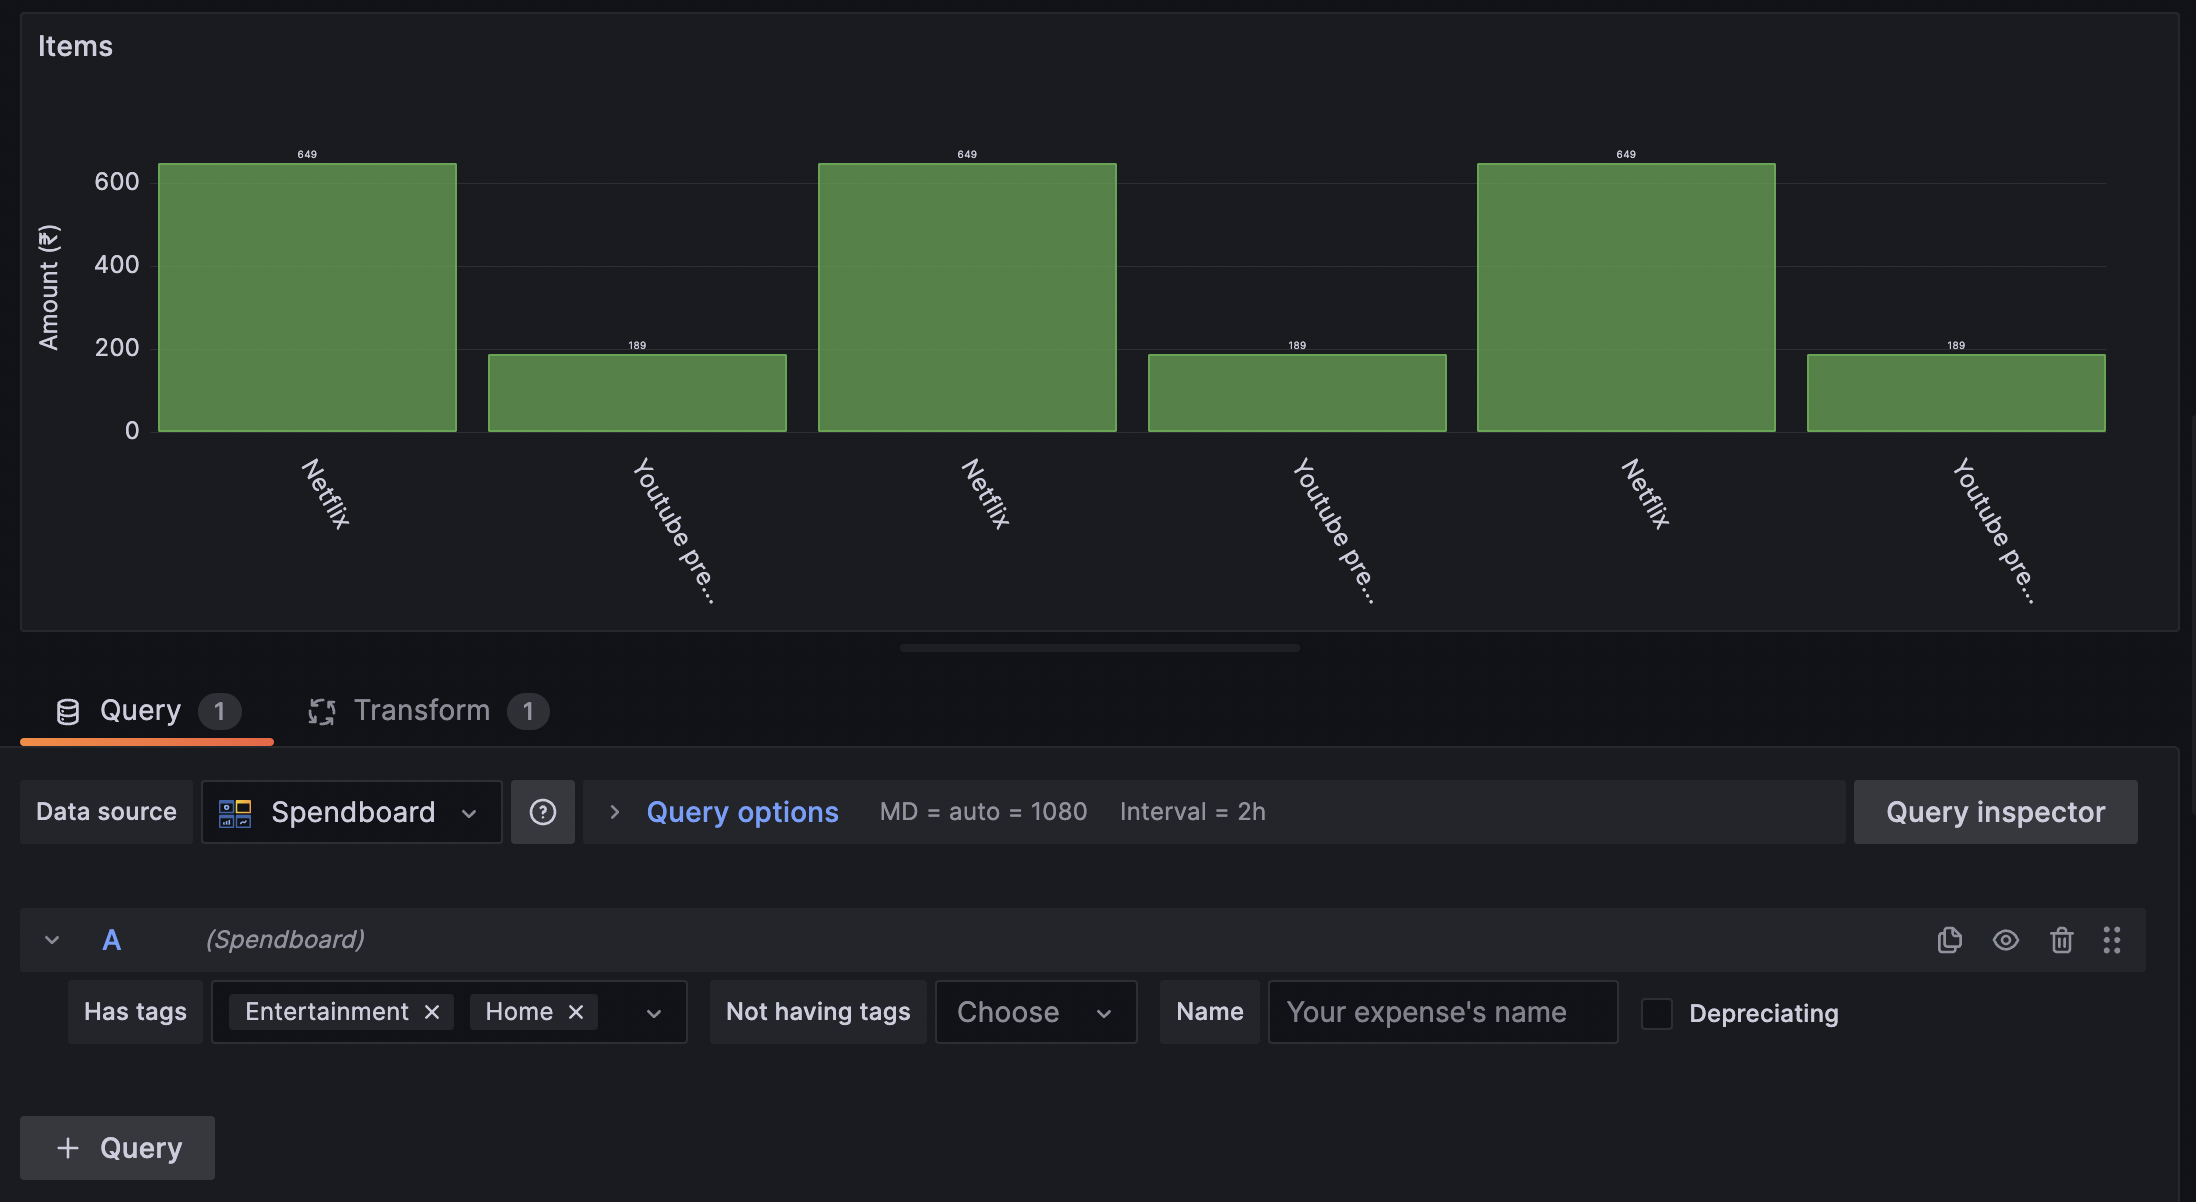 Items
649
649
649
600
Amount (₹)
400
189
189
189
200
0
Netflix
Youtube pre...
Netflix
Youtube pre...
Netflix
Youtube pre...
Query 1
Transform 1
Data source
Spendboard
Query options
MD = auto = 1080
Interval = 2h
Query inspector
A
(Spendboard)
Has tags
Entertainment
Home
Not having tags
Choose
Name
Your expense's name
Depreciating
+ Query